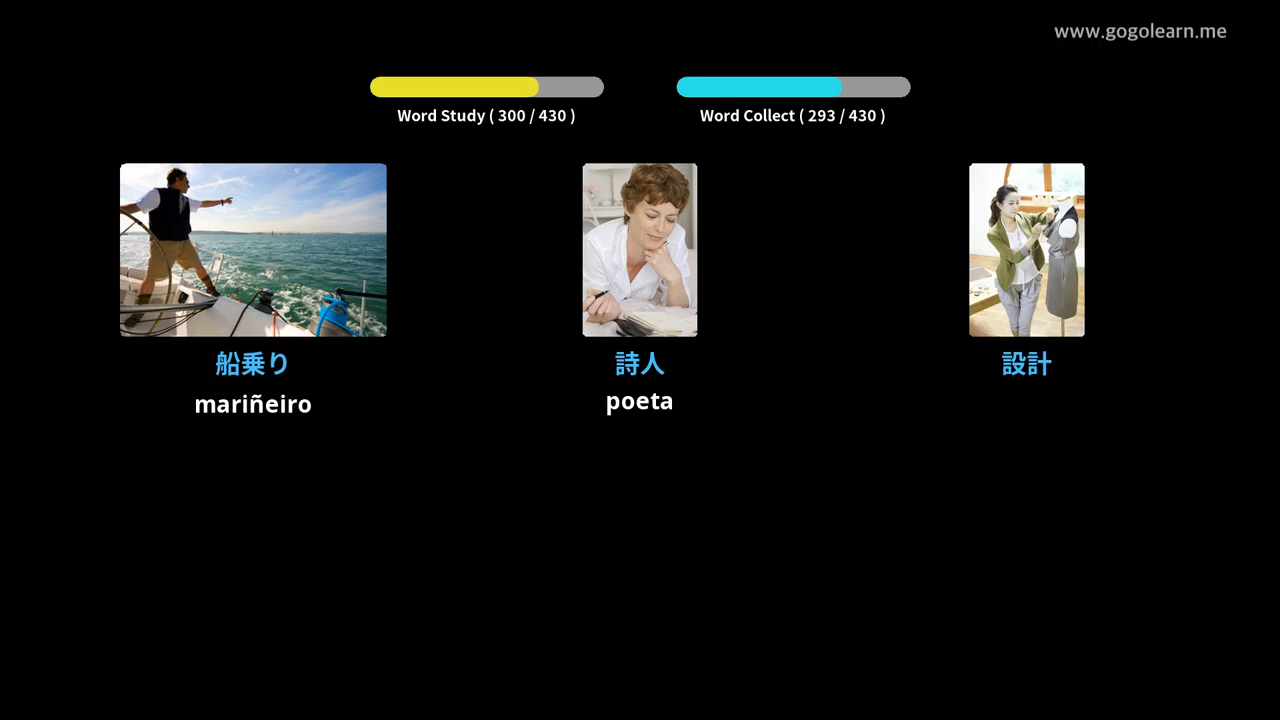 www.gogolearn.me
Word Study ( 300 / 430 )
Word Collect ( 293 / 430 )
船乗り
詩人
設計
mariñeiro
poeta